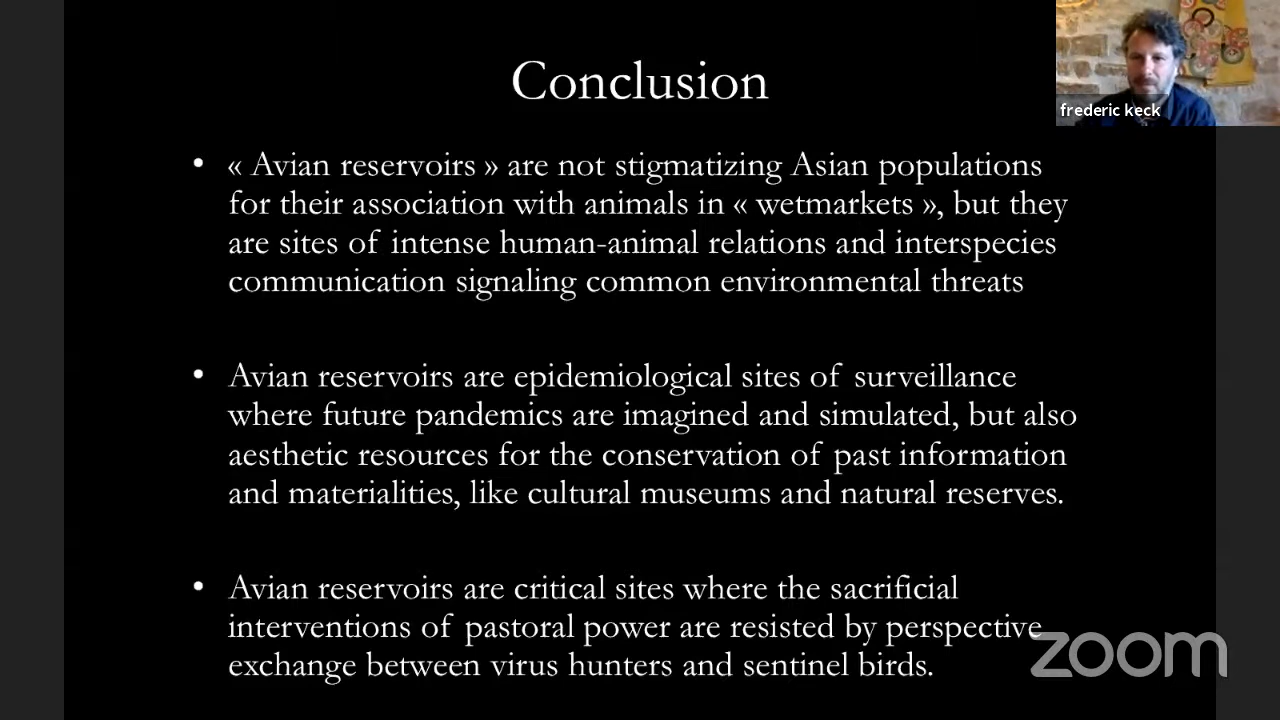 Conclusion
frederic keck
• « Avian reservoirs » are not stigmatizing Asian populations
for their association with animals in « wetmarkets », but they
are sites of intense human-animal relations and interspecies
communication signaling common environmental threats
• Avian reservoirs are epidemiological sites of surveillance
where future pandemics are imagined and simulated, but also
aesthetic resources for the conservation of past information
and materialities, like cultural museums and natural reserves.
• Avian reservoirs are critical sites where the sacrificial
interventions of pastoral power are resisted by perspective
exchange between virus hunters and sentinel birds.
zoom